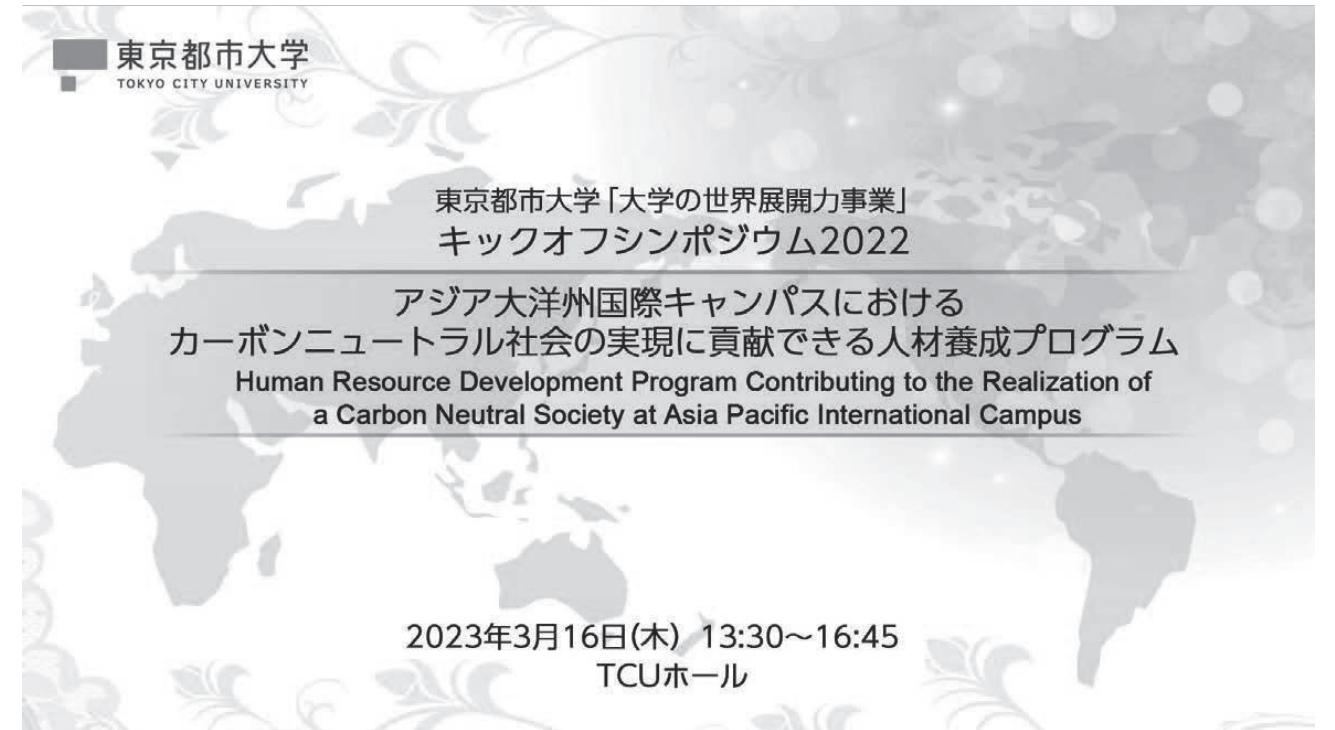 東京都市大学
TOKYO CITY UNIVERSITY
東京都市大学「大学の世界展開力事業」
キックオフシンポジウム2022
アジア大洋州国際キャンパスにおける
カーボンニュートラル社会の実現に貢献できる人材養成プログラム
Human Resource Development Program Contributing to the Realization of
a Carbon Neutral Society at Asia Pacific International Campus
2023年3月16日(木) 13:30～16:45
TCUホール